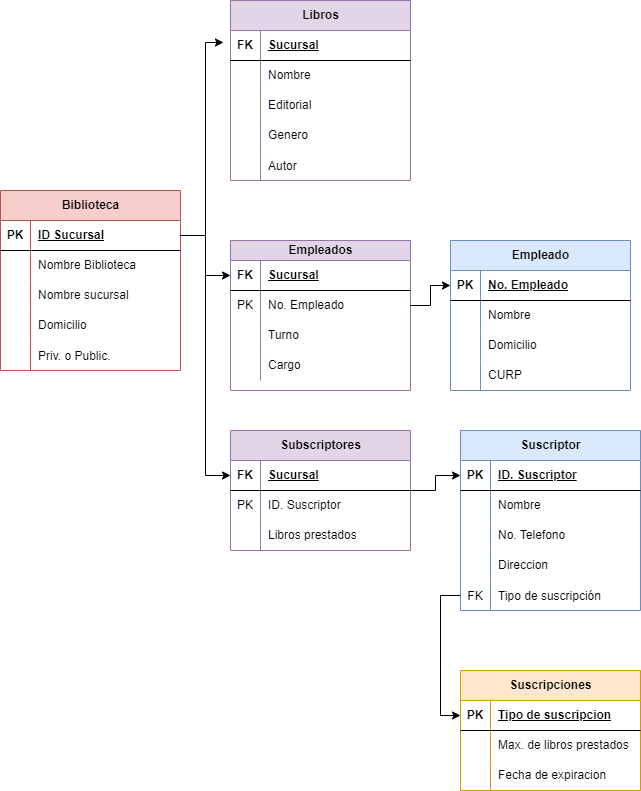 Libros
FK Sucursal
Nombre
Editorial
Genero
Autor
Biblioteca
PK ID Sucursal
Nombre Biblioteca
Nombre sucursal
Domicilio
Priv. o Public.
Empleados
FK Sucursal
PK No. Empleado
Turno
Cargo
Empleado
PK No. Empleado
Nombre
Domicilio
CURP
Subscriptores
FK Sucursal
PK ID. Suscriptor
Libros prestados
Suscriptor
PK ID. Suscriptor
Nombre
No. Telefono
Direccion
FK Tipo de suscripción
Suscripciones
PK Tipo de suscripcion
Max. de libros prestados
Fecha de expiracion